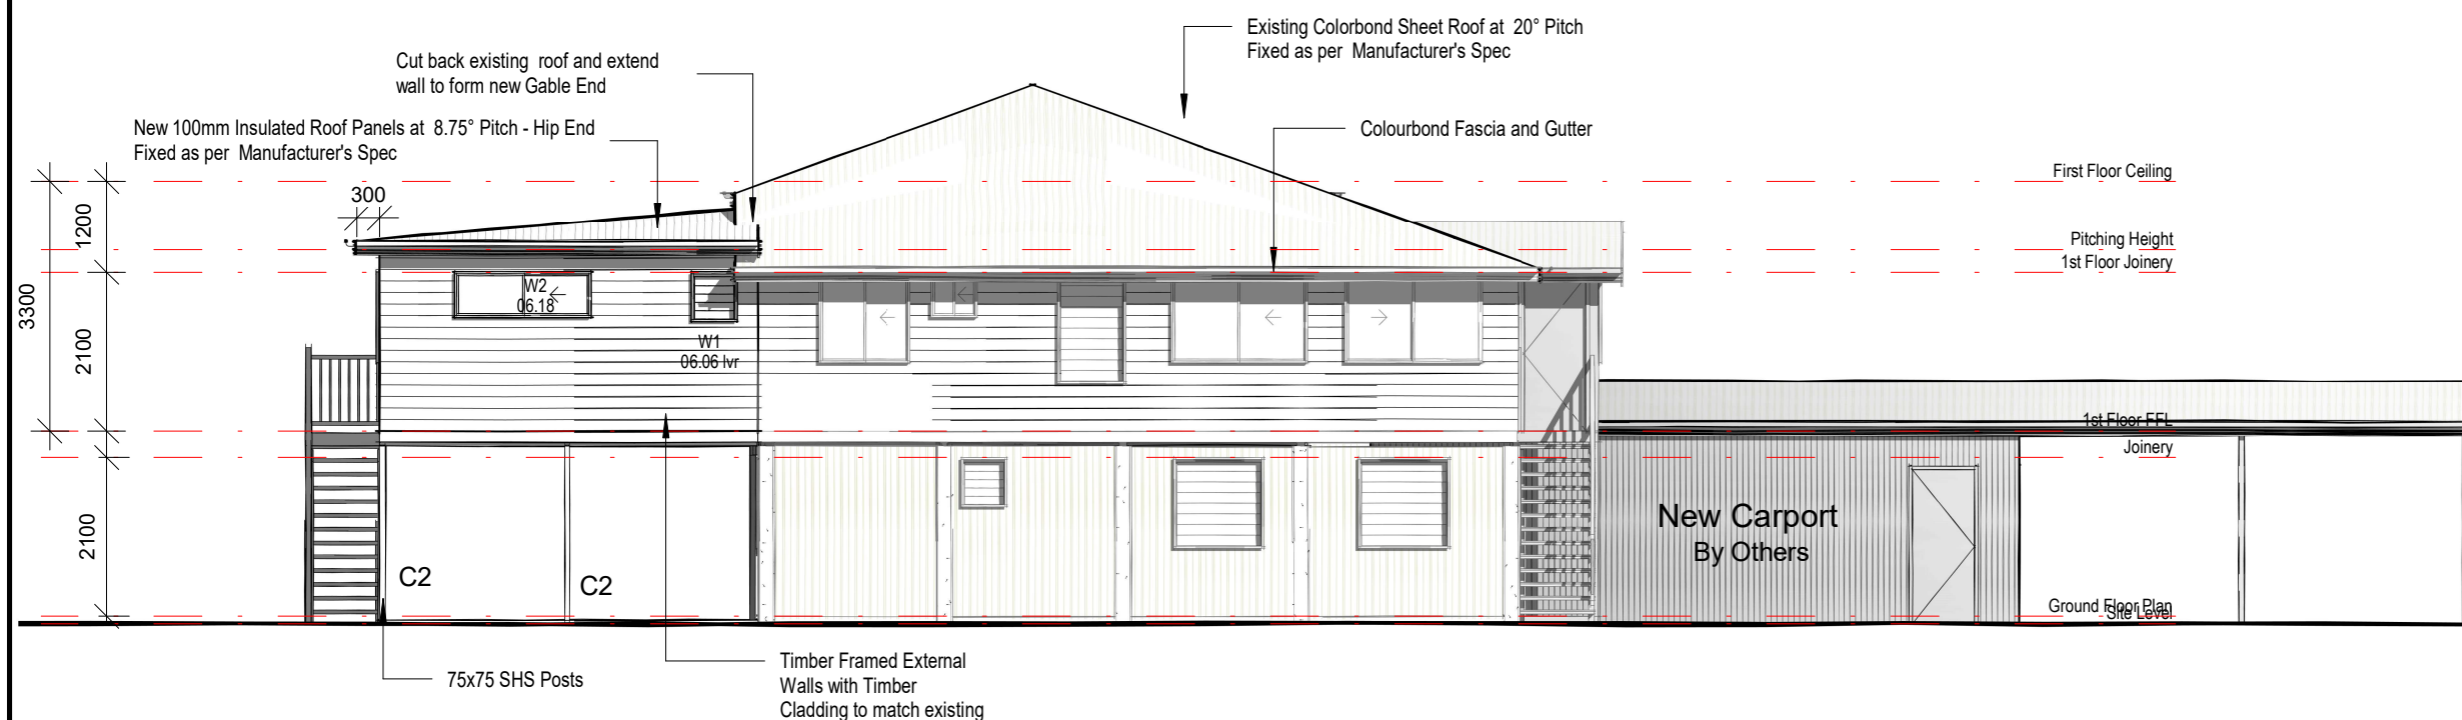 Existing Colorbond Sheet Roof at 20° Pitch
Fixed as per Manufacturer's Spec
Cut back existing roof and extend
wall to form new Gable End
New 100mm Insulated Roof Panels at 8.75° Pitch - Hip End
Fixed as per Manufacturer's Spec
Colourbond Fascia and Gutter
First Floor Ceiling
300
1200
Pitching Height
1st Floor Joinery
W2
06.18
3300
2100
W1
06.06 lvr
1st Floor FFL
Joinery
2100
New Carport
By Others
C2
C2
Ground Floor Plan
Site Level
75x75 SHS Posts
Timber Framed External
Walls with Timber
Cladding to match existing